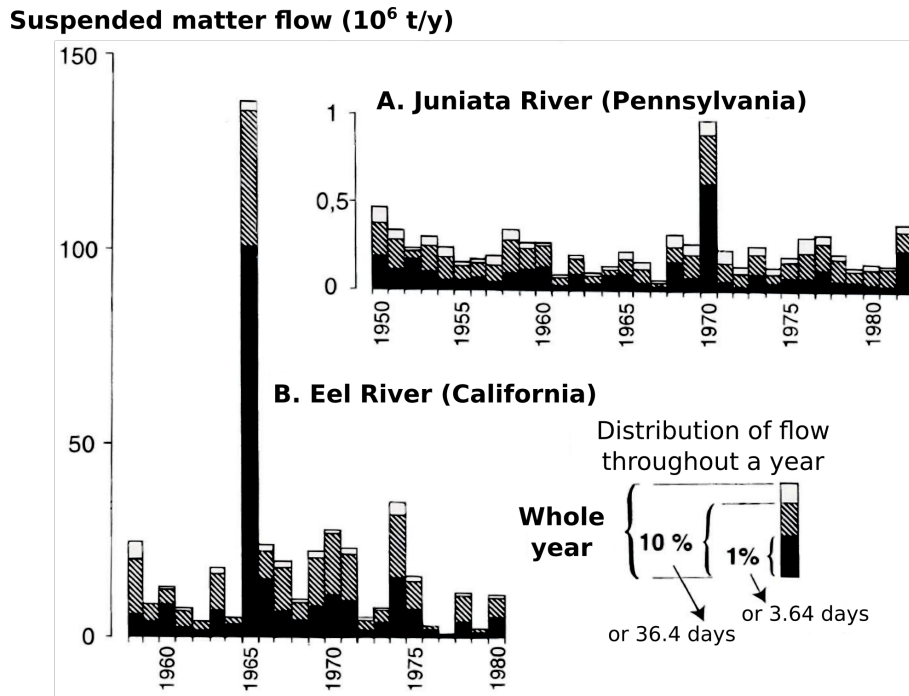 Suspended matter flow (10⁶ t/y)
150
100
50
0
A. Juniata River (Pennsylvania)
1
0,5
0
1950
1955
1960
1965
1970
1975
1980
B. Eel River (California)
1960
1965
1970
1975
1980
Distribution of flow
throughout a year
Whole
year
10 %
1%
or 3.64 days
or 36.4 days